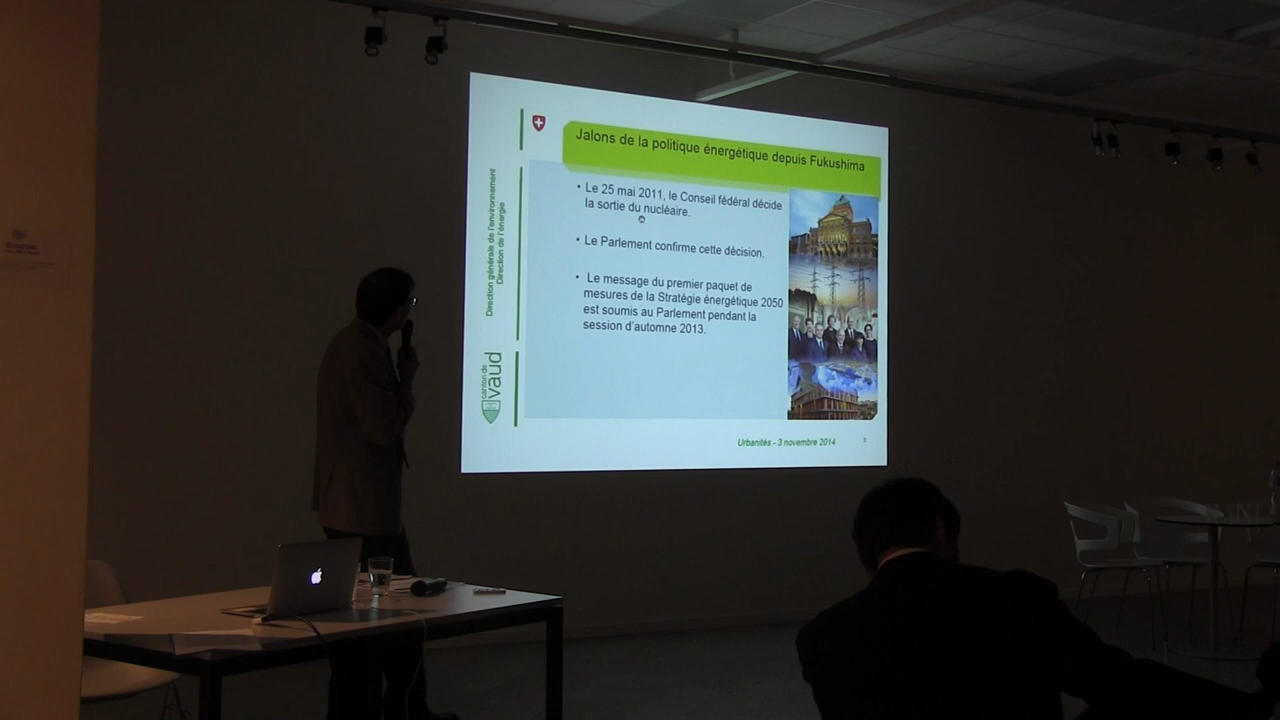 Jalons de la politique énergétique depuis Fukushima
• Le 25 mai 2011, le Conseil fédéral décide
la sortie du nucléaire.
• Le Parlement confirme cette décision.
• Le message du premier paquet de
mesures de la Stratégie énergétique 2050
est soumis au Parlement pendant la
session d'automne 2013.
Direction générale de l'environnement
Direction de l'énergie
canton de
vaud
Urbanités - 3 novembre 2014